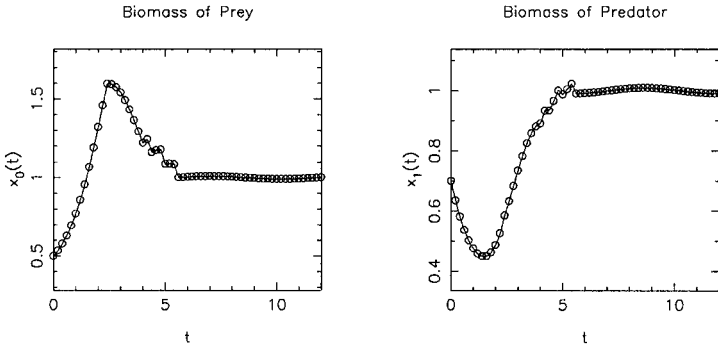 Biomass of Prey
x₀(t)
1.5
1
0.5
0
5
10
t
Biomass of Predator
x₁(t)
1
0.8
0.6
0.4
0
5
10
t